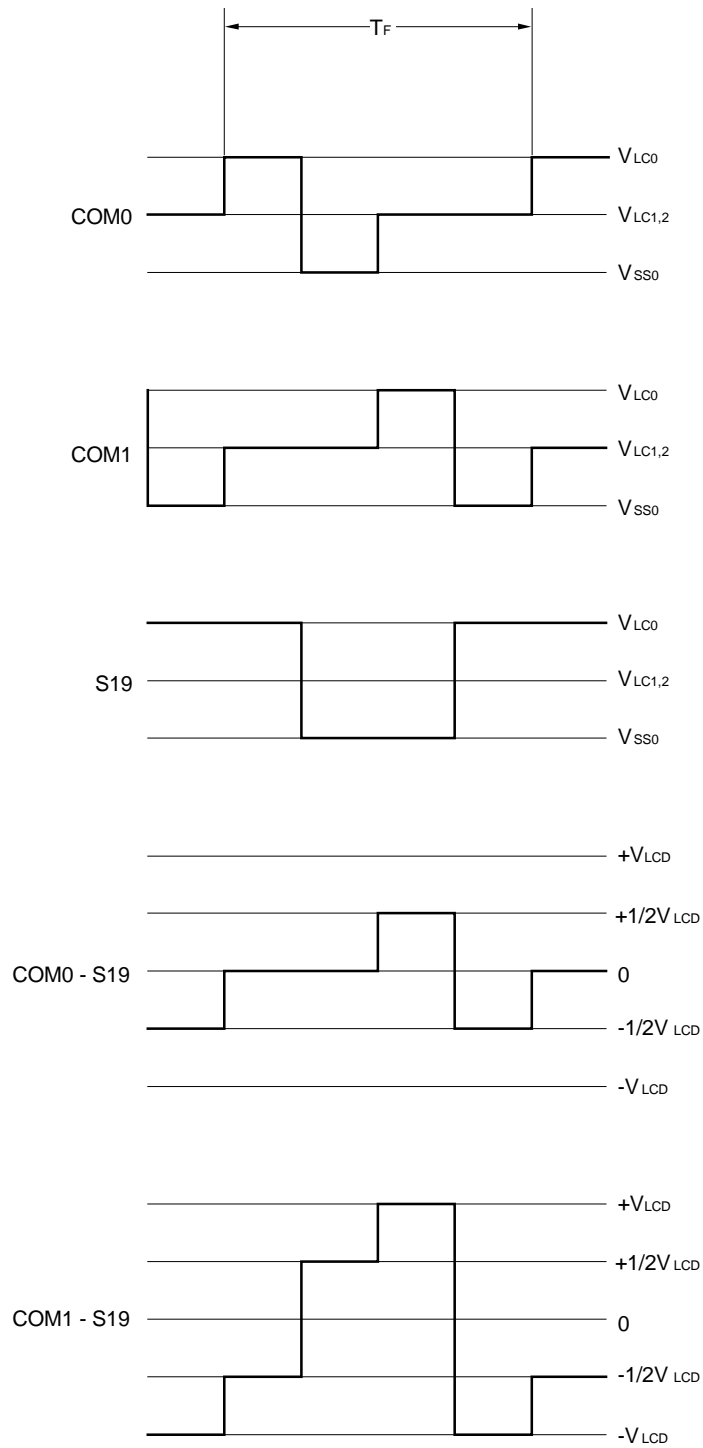 TF
VLC0
COM0
VLC1,2
VSS0
VLC0
COM1
VLC1,2
VSS0
VLC0
S19
VLC1,2
VSS0
+VLCD
+1/2VLCD
COM0 - S19
0
-1/2VLCD
-VLCD
+VLCD
+1/2VLCD
COM1 - S19
0
-1/2VLCD
-VLCD